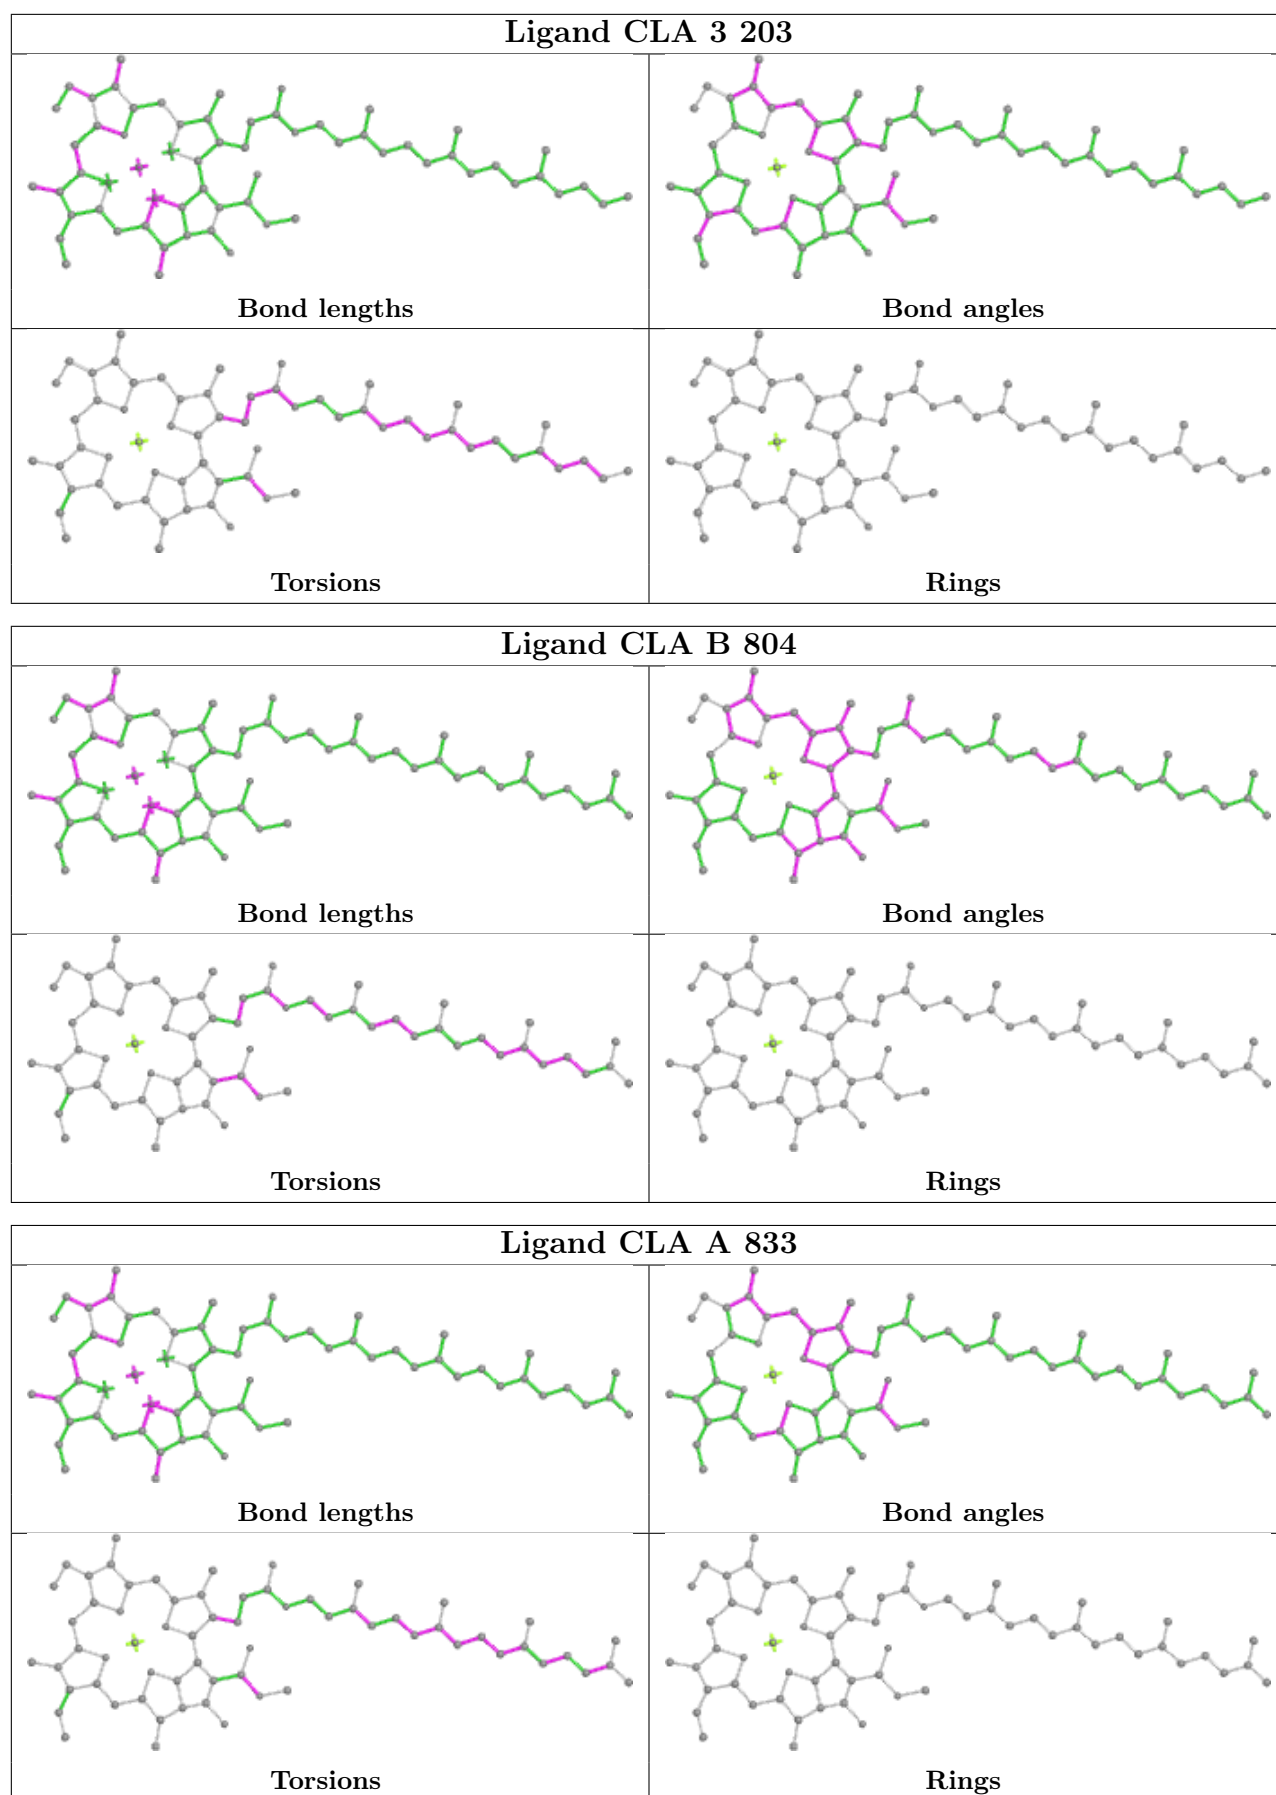 Ligand CLA 3 203
Bond lengths
Bond angles
Torsions
Rings
Ligand CLA B 804
Bond lengths
Bond angles
Torsions
Rings
Ligand CLA A 833
Bond lengths
Bond angles
Torsions
Rings